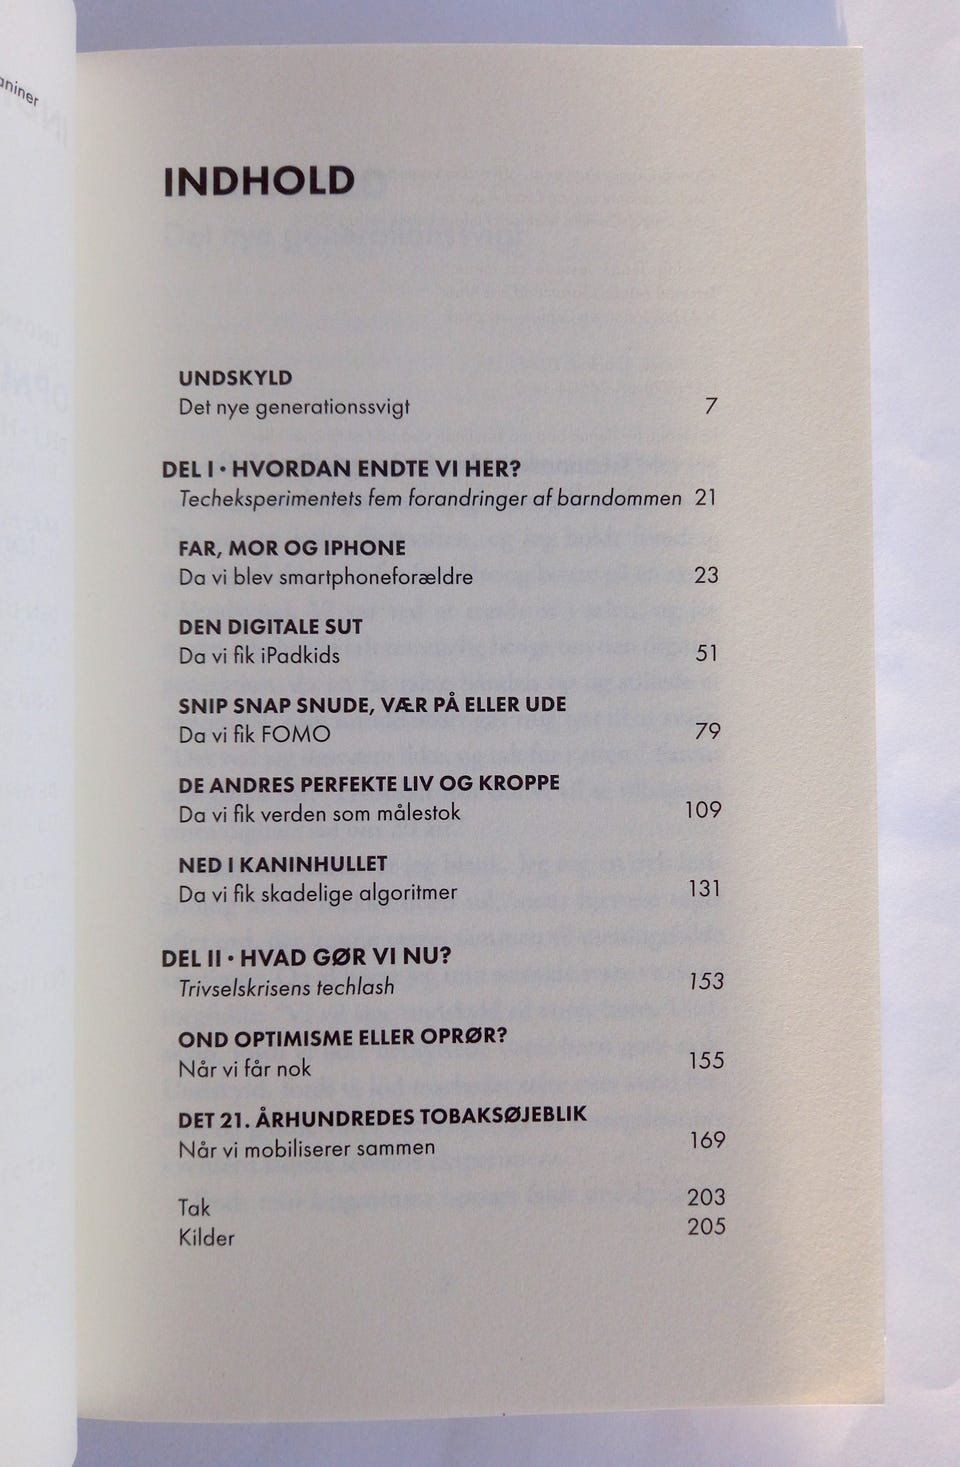 INDHOLD
UNDSKYLD
Det nye generationssvigt 7
DEL I • HVORDAN ENDTE VI HER?
Techeksperimentets fem forandringer af barndommen 21
FAR, MOR OG IPHONE
Da vi blev smartphoneforældre 23
DEN DIGITALE SUT
Da vi fik iPadkids 51
SNIP SNAP SNUDE, VÆR PÅ ELLER UDE
Da vi fik FOMO 79
DE ANDRES PERFEKTE LIV OG KROPPE
Da vi fik verden som målestok 109
NED I KANINHULLET
Da vi fik skadelige algoritmer 131
DEL II • HVAD GØR VI NU?
Trivselskrisens techlash 153
OND OPTIMISME ELLER OPRØR?
Når vi får nok 155
DET 21. ÅRHUNDREDES TOBAKSØJEBLIK
Når vi mobiliserer sammen 169
Tak 203
Kilder 205